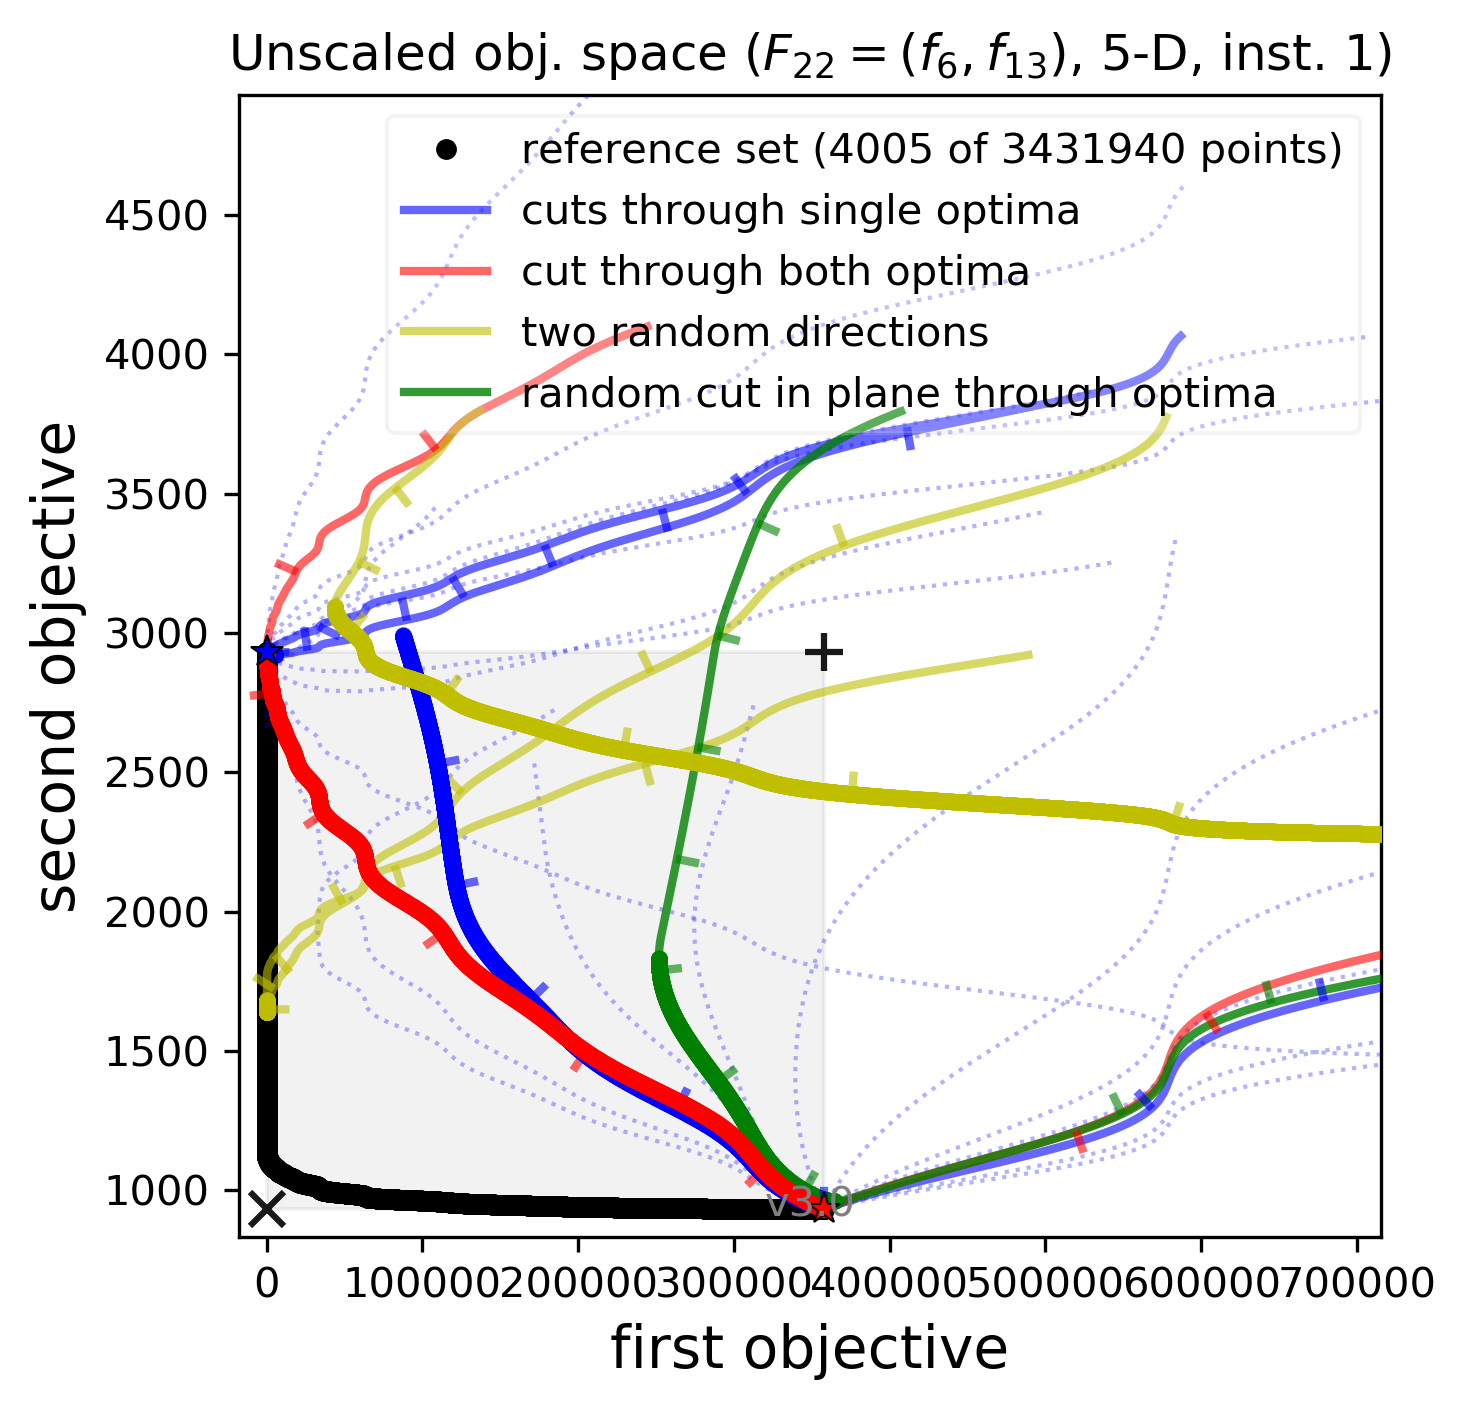 Unscaled obj. space (F22 = (f6, f13), 5-D, inst. 1)
reference set (4005 of 3431940 points)
cuts through single optima
cut through both optima
two random directions
random cut in plane through optima
second objective
4500
4000
3500
3000
2500
2000
1500
1000
v3.0
0 100000 200000 300000 400000 500000 600000 700000
first objective